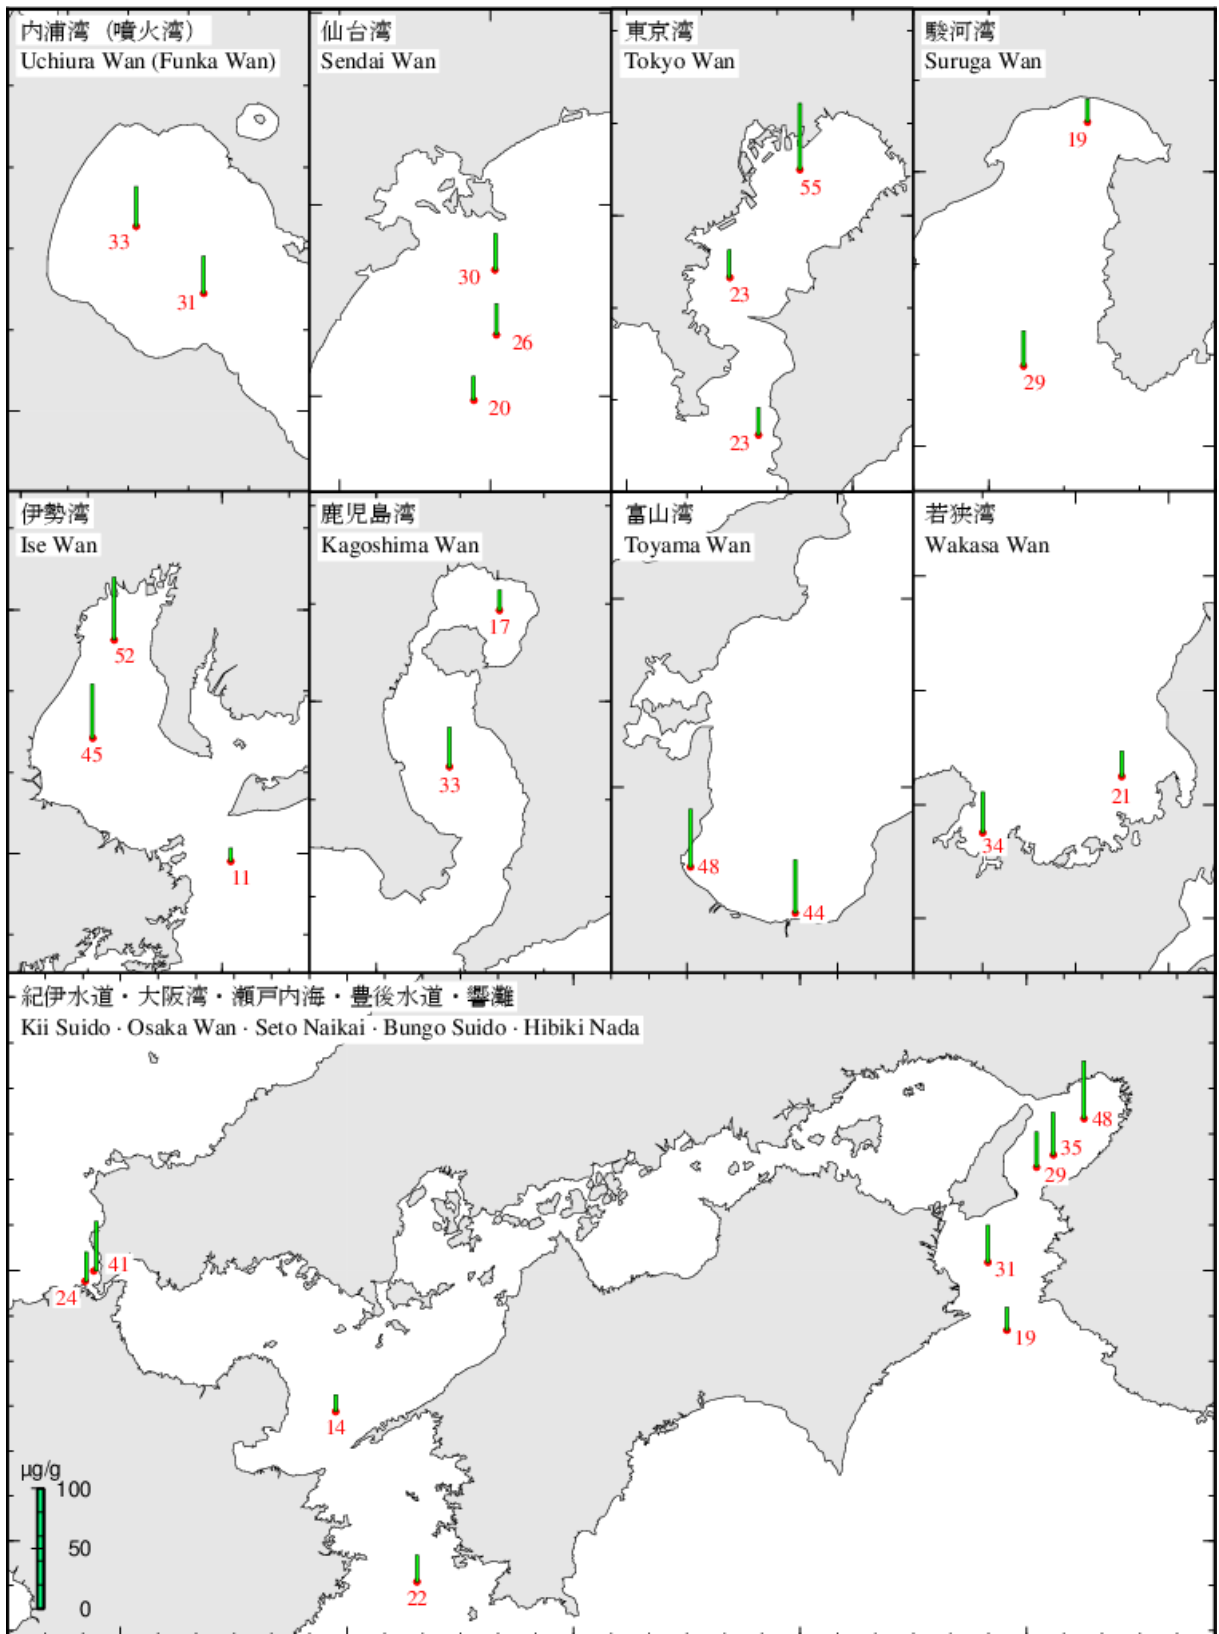 内浦湾（噴火湾）
Uchiura Wan (Funka Wan)
33
31
仙台湾
Sendai Wan
30
26
20
東京湾
Tokyo Wan
55
23
23
駿河湾
Suruga Wan
19
29
伊勢湾
Ise Wan
52
45
11
鹿児島湾
Kagoshima Wan
17
33
富山湾
Toyama Wan
48
44
若狭湾
Wakasa Wan
21
34
紀伊水道・大阪湾・瀬戸内海・豊後水道・響灘
Kii Suido · Osaka Wan · Seto Naikai · Bungo Suido · Hibiki Nada
48
35
29
41
31
24
19
14
22
µg/g
100
50
0